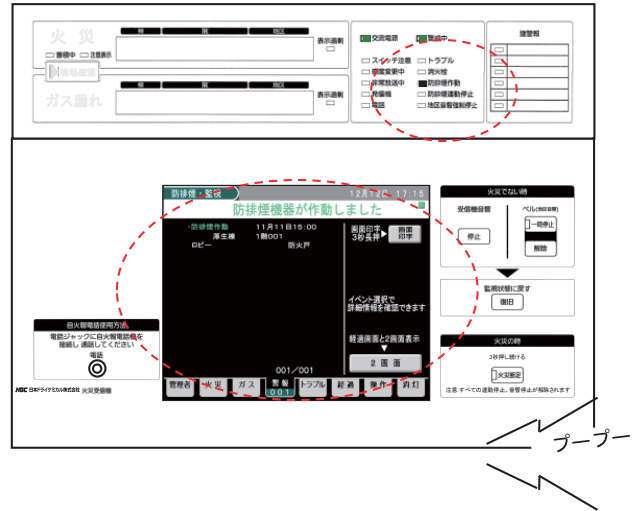 火 災
棟 階 地区
表示過剰
蓄積中 注意表示
現場確認
ガス漏れ
棟 階 地区
表示過剰
交流電源 警戒中
スイッチ注意 トラブル
感度変更中 消火栓
非常放送中 防排煙作動
発信機 防排煙連動停止
電話 地区音響強制停止
諸警報
防排煙・監視 12月12日 17:15
防排煙機器が作動しました
・防排煙作動 11月11日15:00
厚生棟 1階001
ロビー 防火戸
画面印字
3秒長押
画面
印字
イベント選択で
詳細情報を確認できます
経過画面と2画面表示
▼
2 画 面
001/001
管理者 火 災 ガ ス 警 報 トラブル 経 過 操 作 消 灯
001
火災でない時
受信機音響
ベル(地区音響)
停止
一時停止
解除
監視状態に戻す
復旧
火災の時
3秒押し続ける
火災断定
注意 すべての連動停止、音響停止が解除されます
自火報電話使用方法
電話ジャックに自火報電話機を
接続し 通話してください
電話
NDC 日本ドライケミカル株式会社 火災受信機
プープー